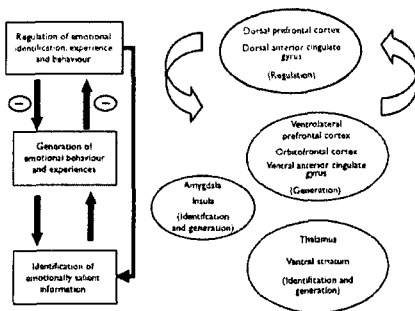 Regulation of emotional
identification, experience
and behaviour
Generation of
emotional behaviour
and experiences
Identification of
emotionally salient
information
Dorsal prefrontal cortex
Dorsal anterior cingulate
gyrus
(Regulation)
Ventrolateral
prefrontal cortex
Orbitofrontal cortex
Ventral anterior cingulate
gyrus
(Generation)
Amygdala
Insula
(Identification
and generation)
Thalamus
Ventral striatum
(Identification and
generation)